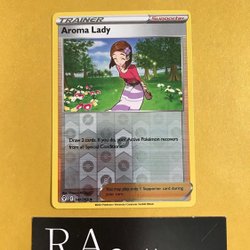 TRAINER
Supporter
Aroma Lady
Draw 2 cards. If you do, your Active Pokémon recovers
from all Special Conditions.
You may play only 1 Supporter card during
your turn.
RA